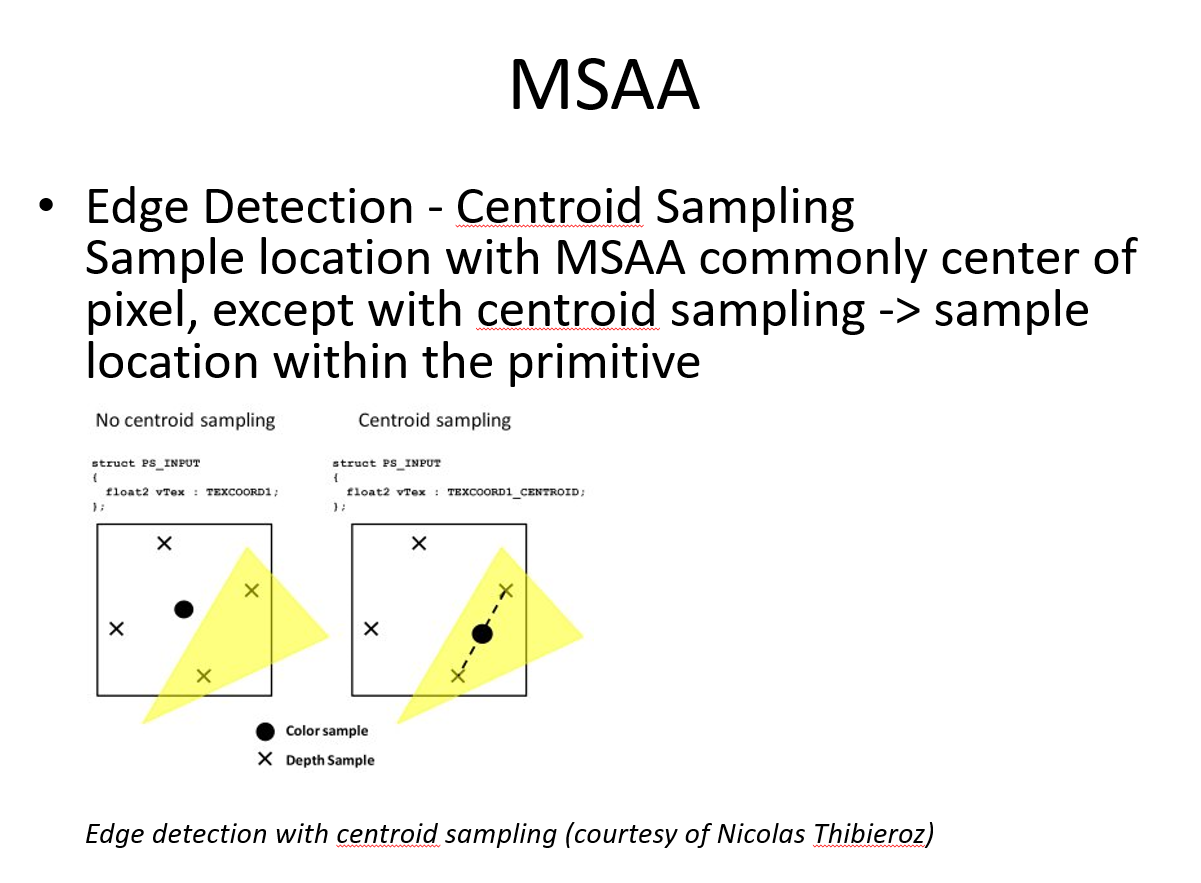 MSAA
• Edge Detection - Centroid Sampling
Sample location with MSAA commonly center of
pixel, except with centroid sampling -> sample
location within the primitive
No centroid sampling
struct PS_INPUT
{
float2 vTex : TEXCOORD1;
};
Centroid sampling
struct PS_INPUT
{
float2 vTex : TEXCOORD1_CENTROID;
};
Color sample
Depth Sample
Edge detection with centroid sampling (courtesy of Nicolas Thibieroz)